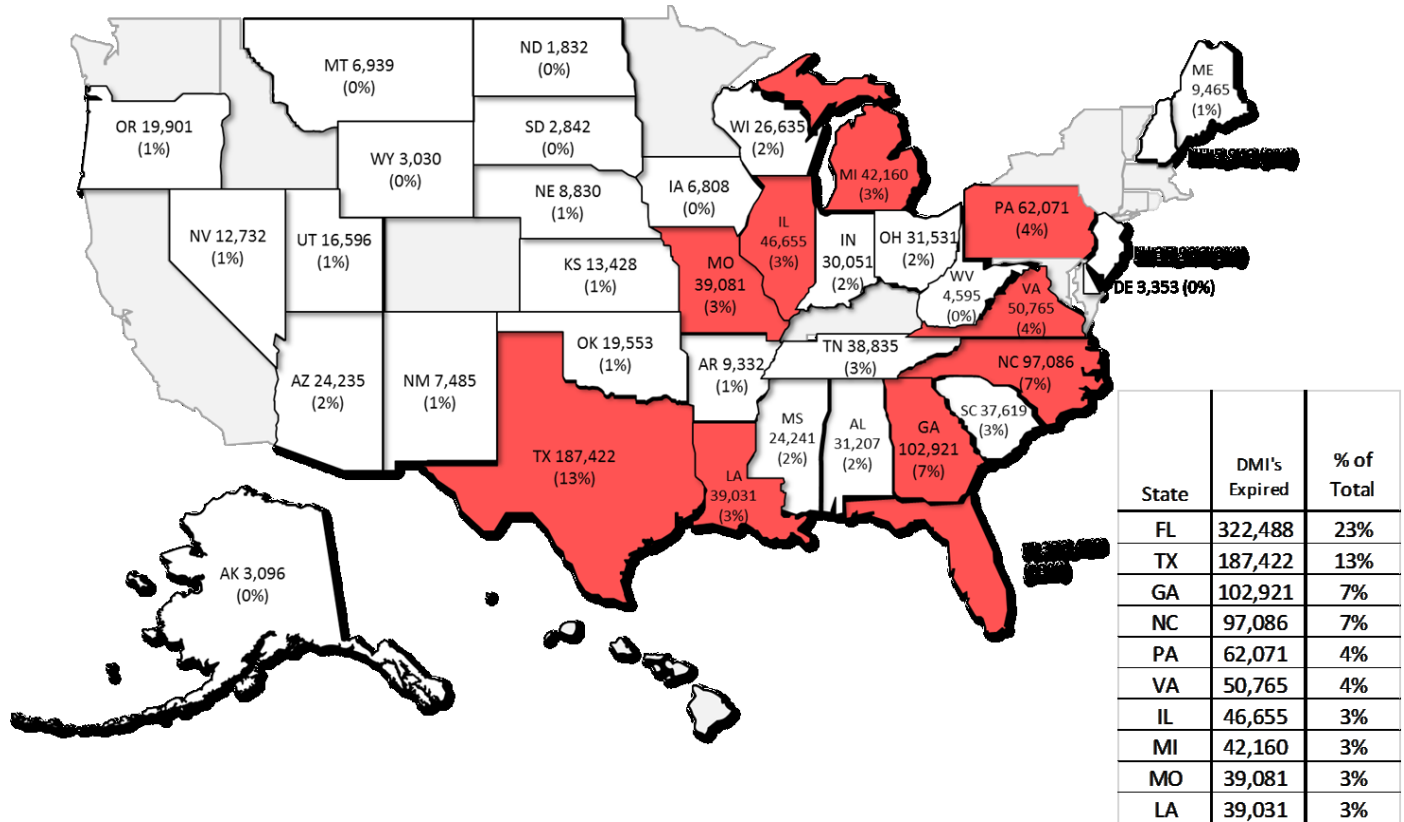 ND 1,832
(0%)
MT 6,939
(0%)
ME
9,465
(1%)
OR 19,901
(1%)
SD 2,842
(0%)
WI 26,635
(2%)
WY 3,030
(0%)
MI 42,160
(3%)
NE 8,830
(1%)
IA 6,808
(0%)
PA 62,071
(4%)
NV 12,732
(1%)
UT 16,596
(1%)
IL
46,655
(3%)
IN
30,051
(2%)
OH 31,531
(2%)
KS 13,428
(1%)
MO
39,081
(3%)
WV
4,595
(0%)
VA
50,765
(4%)
DE 3,353 (0%)
OK 19,553
(1%)
AR 9,332
(1%)
TN 38,835
(3%)
NC 97,086
(7%)
AZ 24,235
(2%)
NM 7,485
(1%)
MS
24,241
(2%)
AL
31,207
(2%)
GA
102,921
(7%)
SC 37,619
(3%)
TX 187,422
(13%)
LA
39,031
(3%)
AK 3,096
(0%)
State DMI's Expired % of Total
FL 322,488 23%
TX 187,422 13%
GA 102,921 7%
NC 97,086 7%
PA 62,071 4%
VA 50,765 4%
IL 46,655 3%
MI 42,160 3%
MO 39,081 3%
LA 39,031 3%